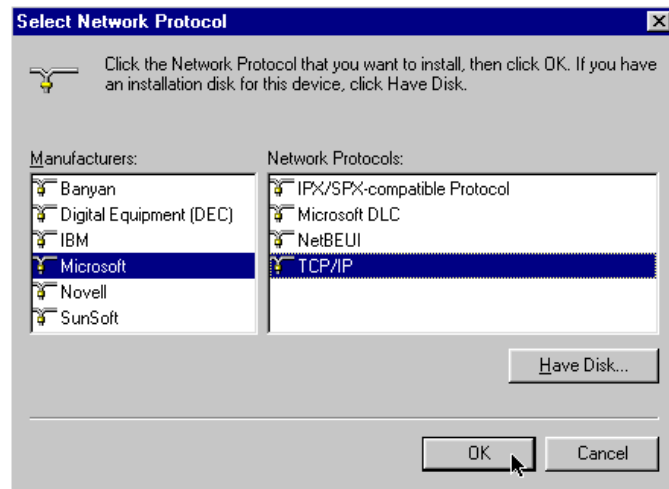 Select Network Protocol
Click the Network Protocol that you want to install, then click OK. If you have
an installation disk for this device, click Have Disk.
Manufacturers:
Banyan
Digital Equipment (DEC)
IBM
Microsoft
Novell
SunSoft
Network Protocols:
IPX/SPX-compatible Protocol
Microsoft DLC
NetBEUI
TCP/IP
Have Disk...
OK
Cancel